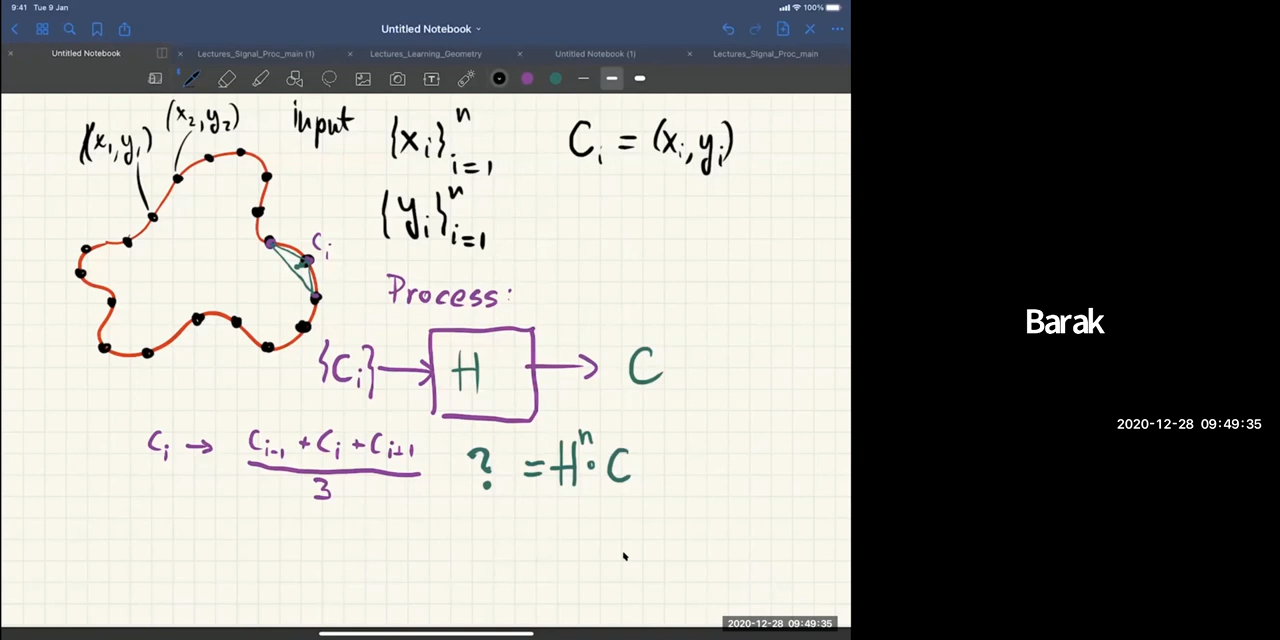 9:41 Tue 9 Jan
100%
Untitled Notebook
Untitled Notebook
Lectures_SIgnal_Proc_main (1)
Lectures_Learning_Geometry
Untitled Notebook (1)
Lectures_SIgnal_Proc_main
(x₁,y₁)
(x₂,y₂)
input
{xᵢ}ⁿᵢ₌₁
Cᵢ = (xᵢ,yᵢ)
{yᵢ}ⁿᵢ₌₁
Cᵢ
Process:
{Cᵢ} → H → C
Cᵢ → (Cᵢ₋₁ + Cᵢ + Cᵢ₊₁) / 3
? = Hⁿ · C
Barak
2020-12-28 09:49:35
2020-12-28 09:49:35